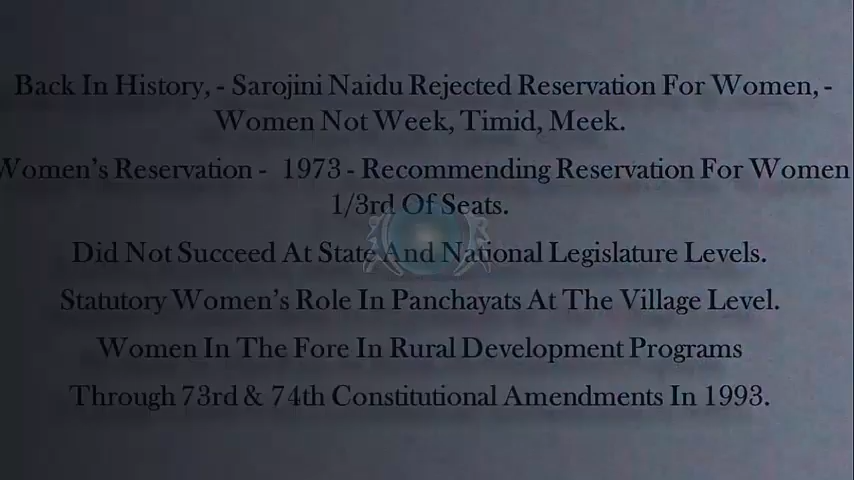 Back In History, - Sarojini Naidu Rejected Reservation For Women, -
Women Not Week, Timid, Meek.
Women's Reservation -  1973 - Recommending Reservation For Women
1/3rd Of Seats.
Did Not Succeed At State And National Legislature Levels.
Statutory Women's Role In Panchayats At The Village Level.
Women In The Fore In Rural Development Programs
Through 73rd & 74th Constitutional Amendments In 1993.